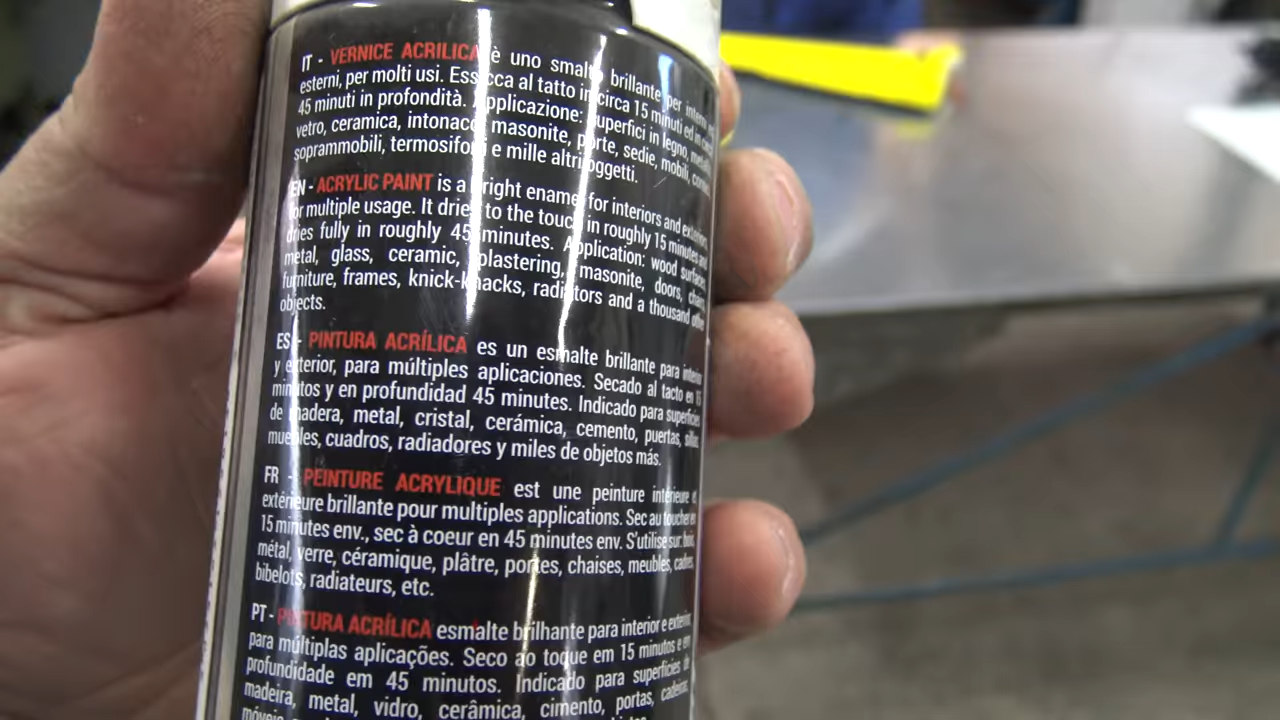 IT - VERNICE ACRILICA è uno smalto brillante per interni ed
esterni, per molti usi. Essicca al tatto in circa 15 minuti ed in circa
45 minuti in profondità. Applicazione: superfici in legno, metallo,
vetro, ceramica, intonaco, masonite, porte, sedie, mobili, cornici,
soprammobili, termosifoni e mille altri oggetti.
EN - ACRYLIC PAINT is a bright enamel for interiors and exteriors
for multiple usage. It dries to the touch in roughly 15 minutes and
dries fully in roughly 45 minutes. Application: wood surfaces,
metal, glass, ceramic, plastering, masonite, doors, chairs,
furniture, frames, knick-knacks, radiators and a thousand other
objects.
ES - PINTURA ACRÍLICA es un esmalte brillante para interior
y exterior, para múltiples aplicaciones. Secado al tacto en 15
minutos y en profundidad 45 minutes. Indicado para superficies
de madera, metal, cristal, cerámica, cemento, puertas, sillas,
muebles, cuadros, radiadores y miles de objetos más.
FR - PEINTURE ACRYLIQUE est une peinture intérieure et
extérieure brillante pour multiples applications. Sec au toucher en
15 minutes env., sec à coeur en 45 minutes env. S'utilise sur: bois,
métal, verre, céramique, plâtre, portes, chaises, meubles, cadres,
bibelots, radiateurs, etc.
PT - PINTURA ACRÍLICA esmalte brilhante para interior e exterior,
para múltiplas aplicações. Seco ao toque em 15 minutos e em
profundidade em 45 minutos. Indicado para superfícies de
madeira, metal, vidro, cerâmica, cimento, portas, cadeiras,